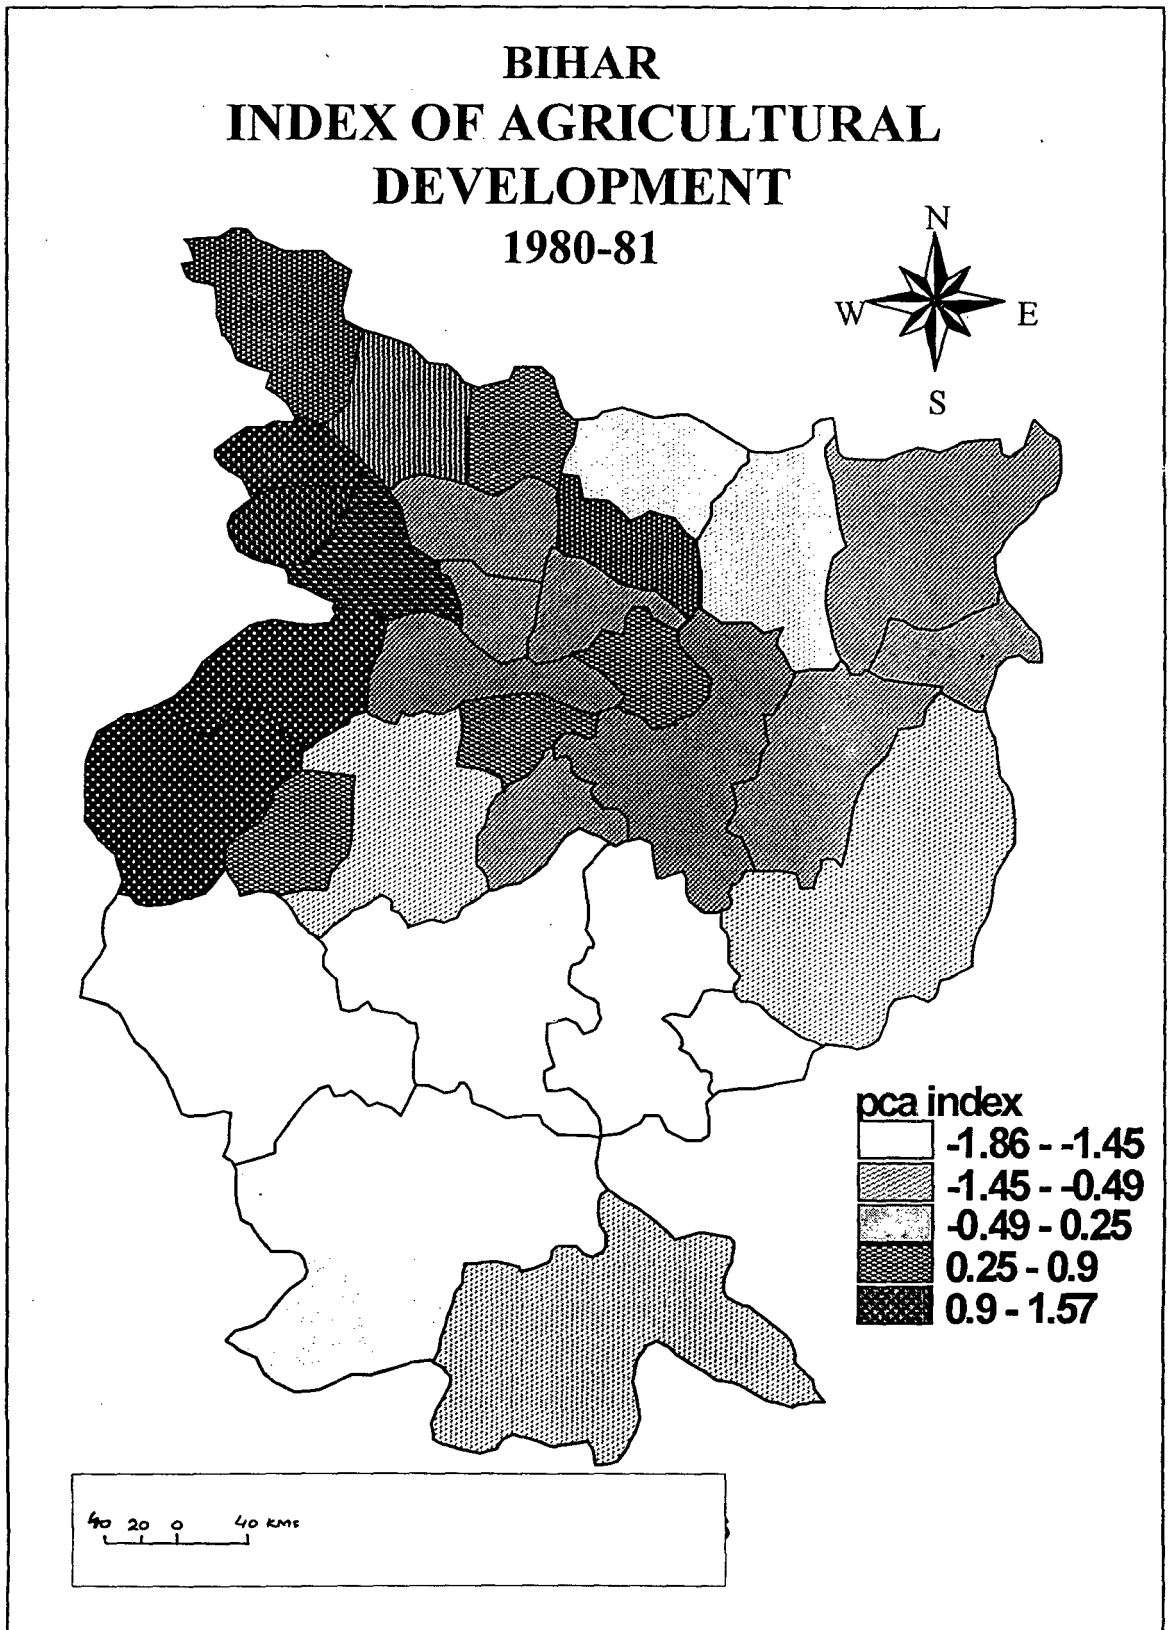 BIHAR
INDEX OF AGRICULTURAL
DEVELOPMENT
1980-81
N
W E
S
pca index
-1.86 - -1.45
-1.45 - -0.49
-0.49 - 0.25
0.25 - 0.9
0.9 - 1.57
40 20 0 40 KMS